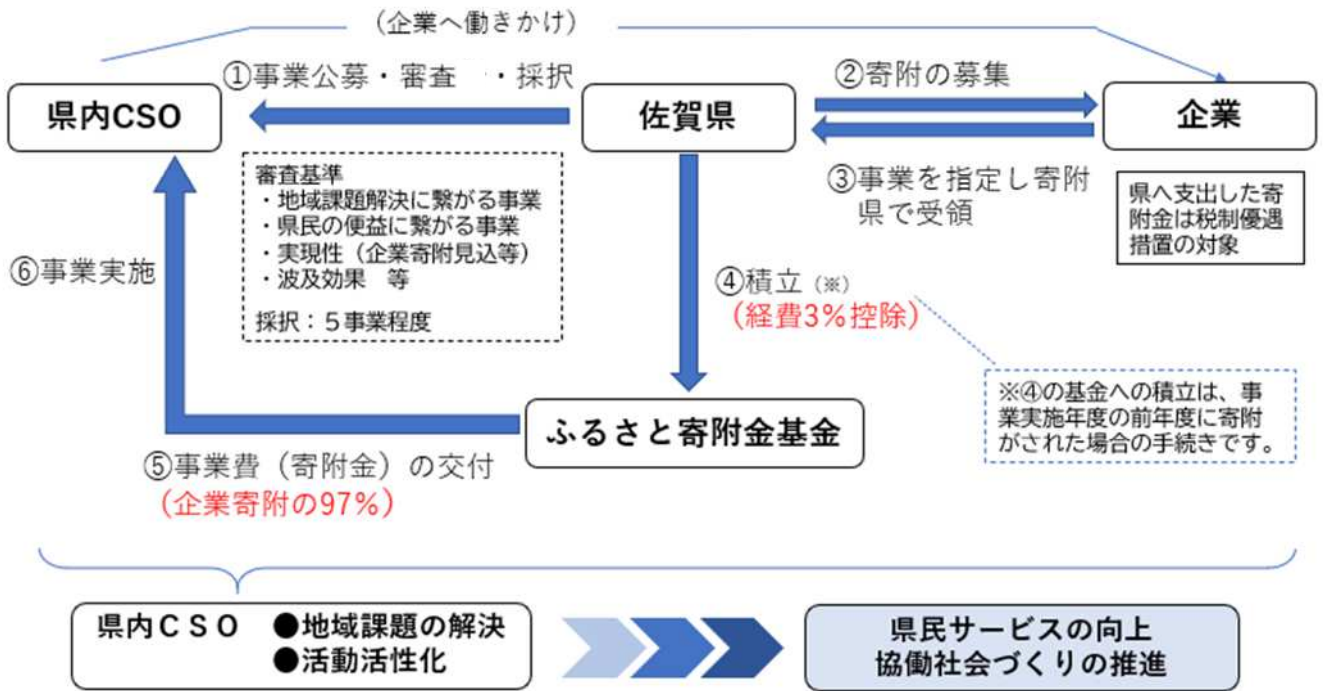 （企業へ働きかけ）
①事業公募・審査　・採択
②寄附の募集
県内CSO
佐賀県
企業
審査基準
・地域課題解決に繋がる事業
・県民の便益に繋がる事業
・実現性（企業寄附見込等）
・波及効果　等
採択：５事業程度
③事業を指定し寄附
県で受領
県へ支出した寄
附金は税制優遇
措置の対象
⑥事業実施
④積立（※）
（経費3％控除）
※④の基金への積立は、事
業実施年度の前年度に寄附
がされた場合の手続きです。
ふるさと寄附金基金
⑤事業費（寄附金）の交付
（企業寄附の97％）
県内ＣＳＯ　●地域課題の解決
●活動活性化
県民サービスの向上
協働社会づくりの推進